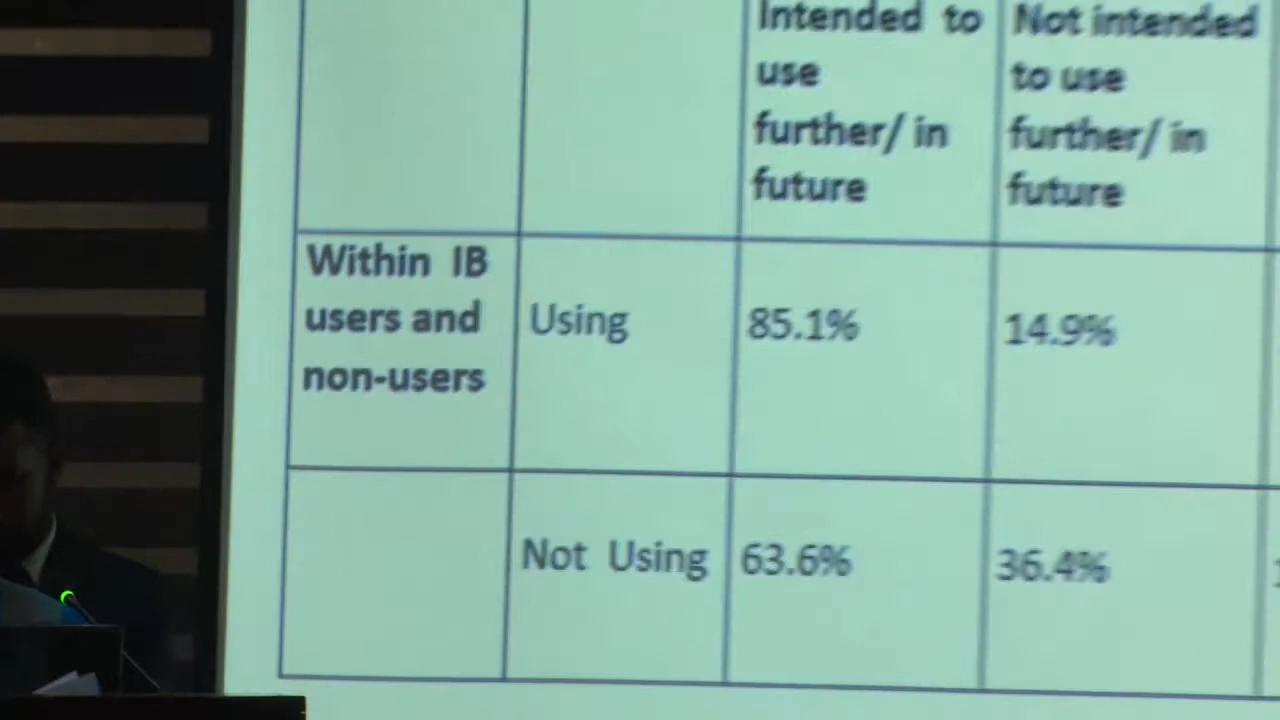 Intended to
use
further/ in
future
Not intended
to use
further/ in
future
Within IB
users and
non-users
Using
85.1%
14.9%
Not Using
63.6%
36.4%